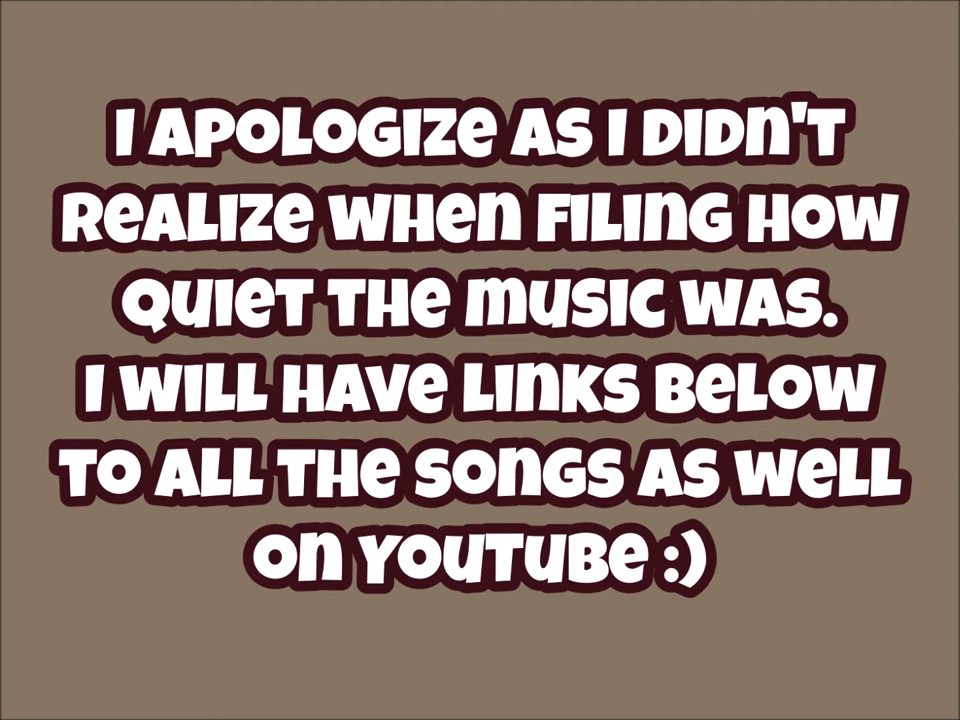 I APOLOGIZE AS I DIDN'T
REALIZE WHEN FILING HOW
QUIET THE MUSIC WAS.
I WILL HAVE LINKS BELOW
TO ALL THE SONGS AS WELL
ON YOUTUBE :)